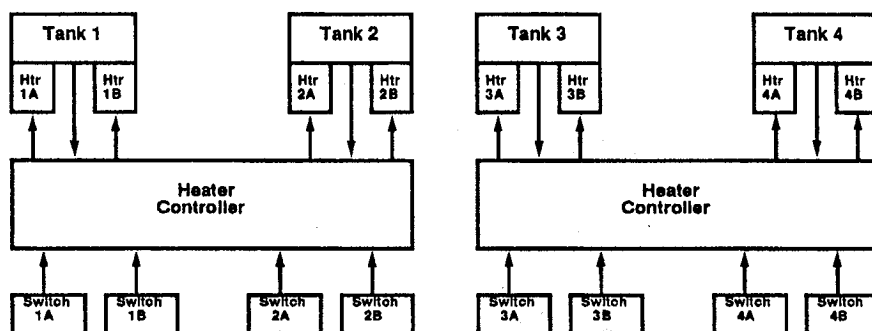 Tank 1
Tank 2
Tank 3
Tank 4
Htr
1A
Htr
1B
Htr
2A
Htr
2B
Htr
3A
Htr
3B
Htr
4A
Htr
4B
Heater
Controller
Heater
Controller
Switch
1A
Switch
1B
Switch
2A
Switch
2B
Switch
3A
Switch
3B
Switch
4A
Switch
4B